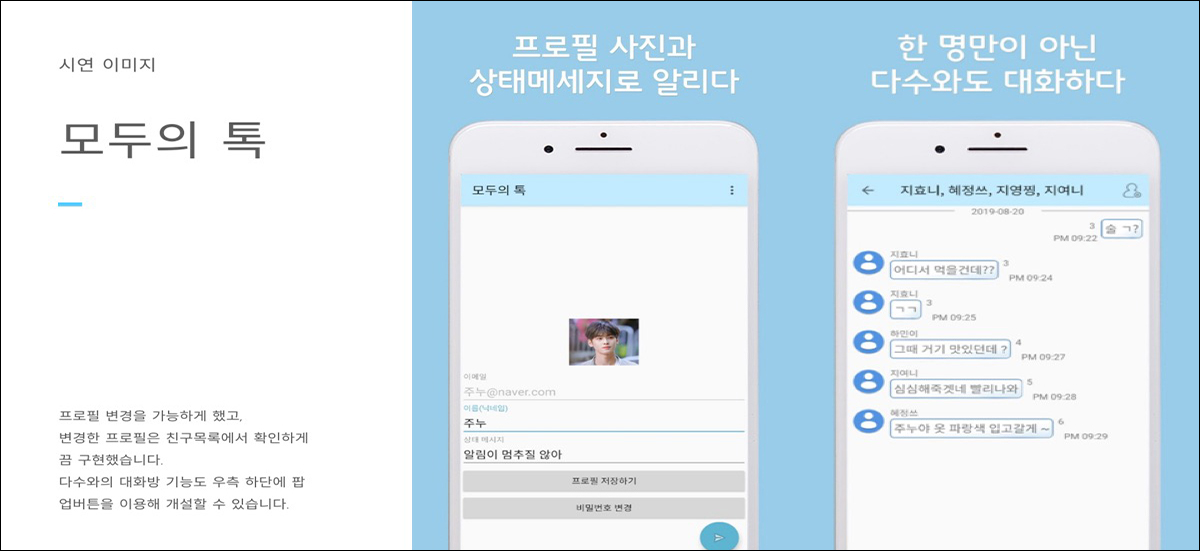 시연 이미지
모두의 톡
프로필 변경을 가능하게 했고,
변경한 프로필은 친구목록에서 확인하게
끔 구현했습니다.
다수와의 대화방 기능도 우측 하단에 팝
업버튼을 이용해 개설할 수 있습니다.
프로필 사진과
상태메세지로 알리다
모두의 톡
이메일
주누@naver.com
이름(닉네임)
주누
상태 메시지
알림이 멈추질 않아
프로필 저장하기
비밀번호 변경
한 명만이 아닌
다수와도 대화하다
지효니, 혜정쓰, 지영찡, 지여니
2019-08-20
3 술 ㄱ?
PM 09:22
지효니
어디서 먹을건데?? 3
PM 09:24
지효니
ㄱㄱ 3
PM 09:25
하민이
그때 거기 맛있던데 ? 4
PM 09:27
지여니
심심해죽겟네 빨리나와 5
PM 09:28
혜정쓰
주누야 옷 파랑색 입고갈게 ~ 6
PM 09:29